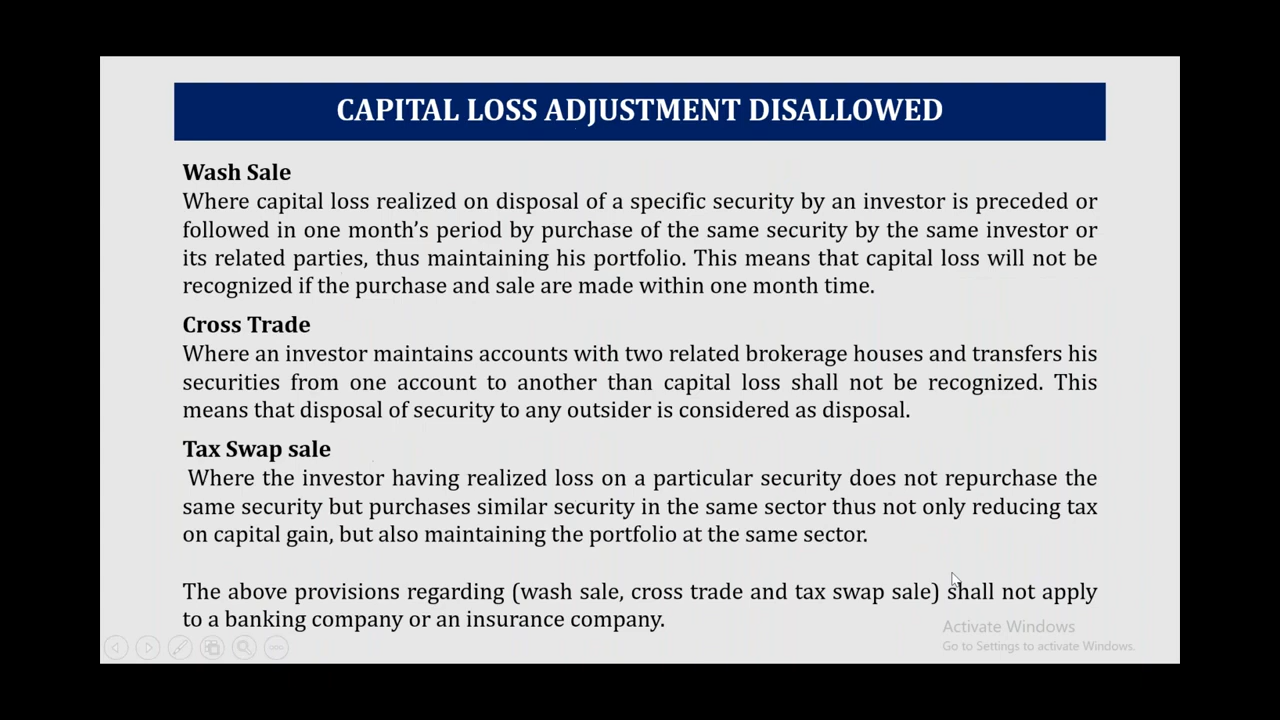 CAPITAL LOSS ADJUSTMENT DISALLOWED
Wash Sale
Where capital loss realized on disposal of a specific security by an investor is preceded or
followed in one month’s period by purchase of the same security by the same investor or
its related parties, thus maintaining his portfolio. This means that capital loss will not be
recognized if the purchase and sale are made within one month time.
Cross Trade
Where an investor maintains accounts with two related brokerage houses and transfers his
securities from one account to another than capital loss shall not be recognized. This
means that disposal of security to any outsider is considered as disposal.
Tax Swap sale
Where the investor having realized loss on a particular security does not repurchase the
same security but purchases similar security in the same sector thus not only reducing tax
on capital gain, but also maintaining the portfolio at the same sector.
The above provisions regarding (wash sale, cross trade and tax swap sale) shall not apply
to a banking company or an insurance company.
Activate Windows
Go to Settings to activate Windows.